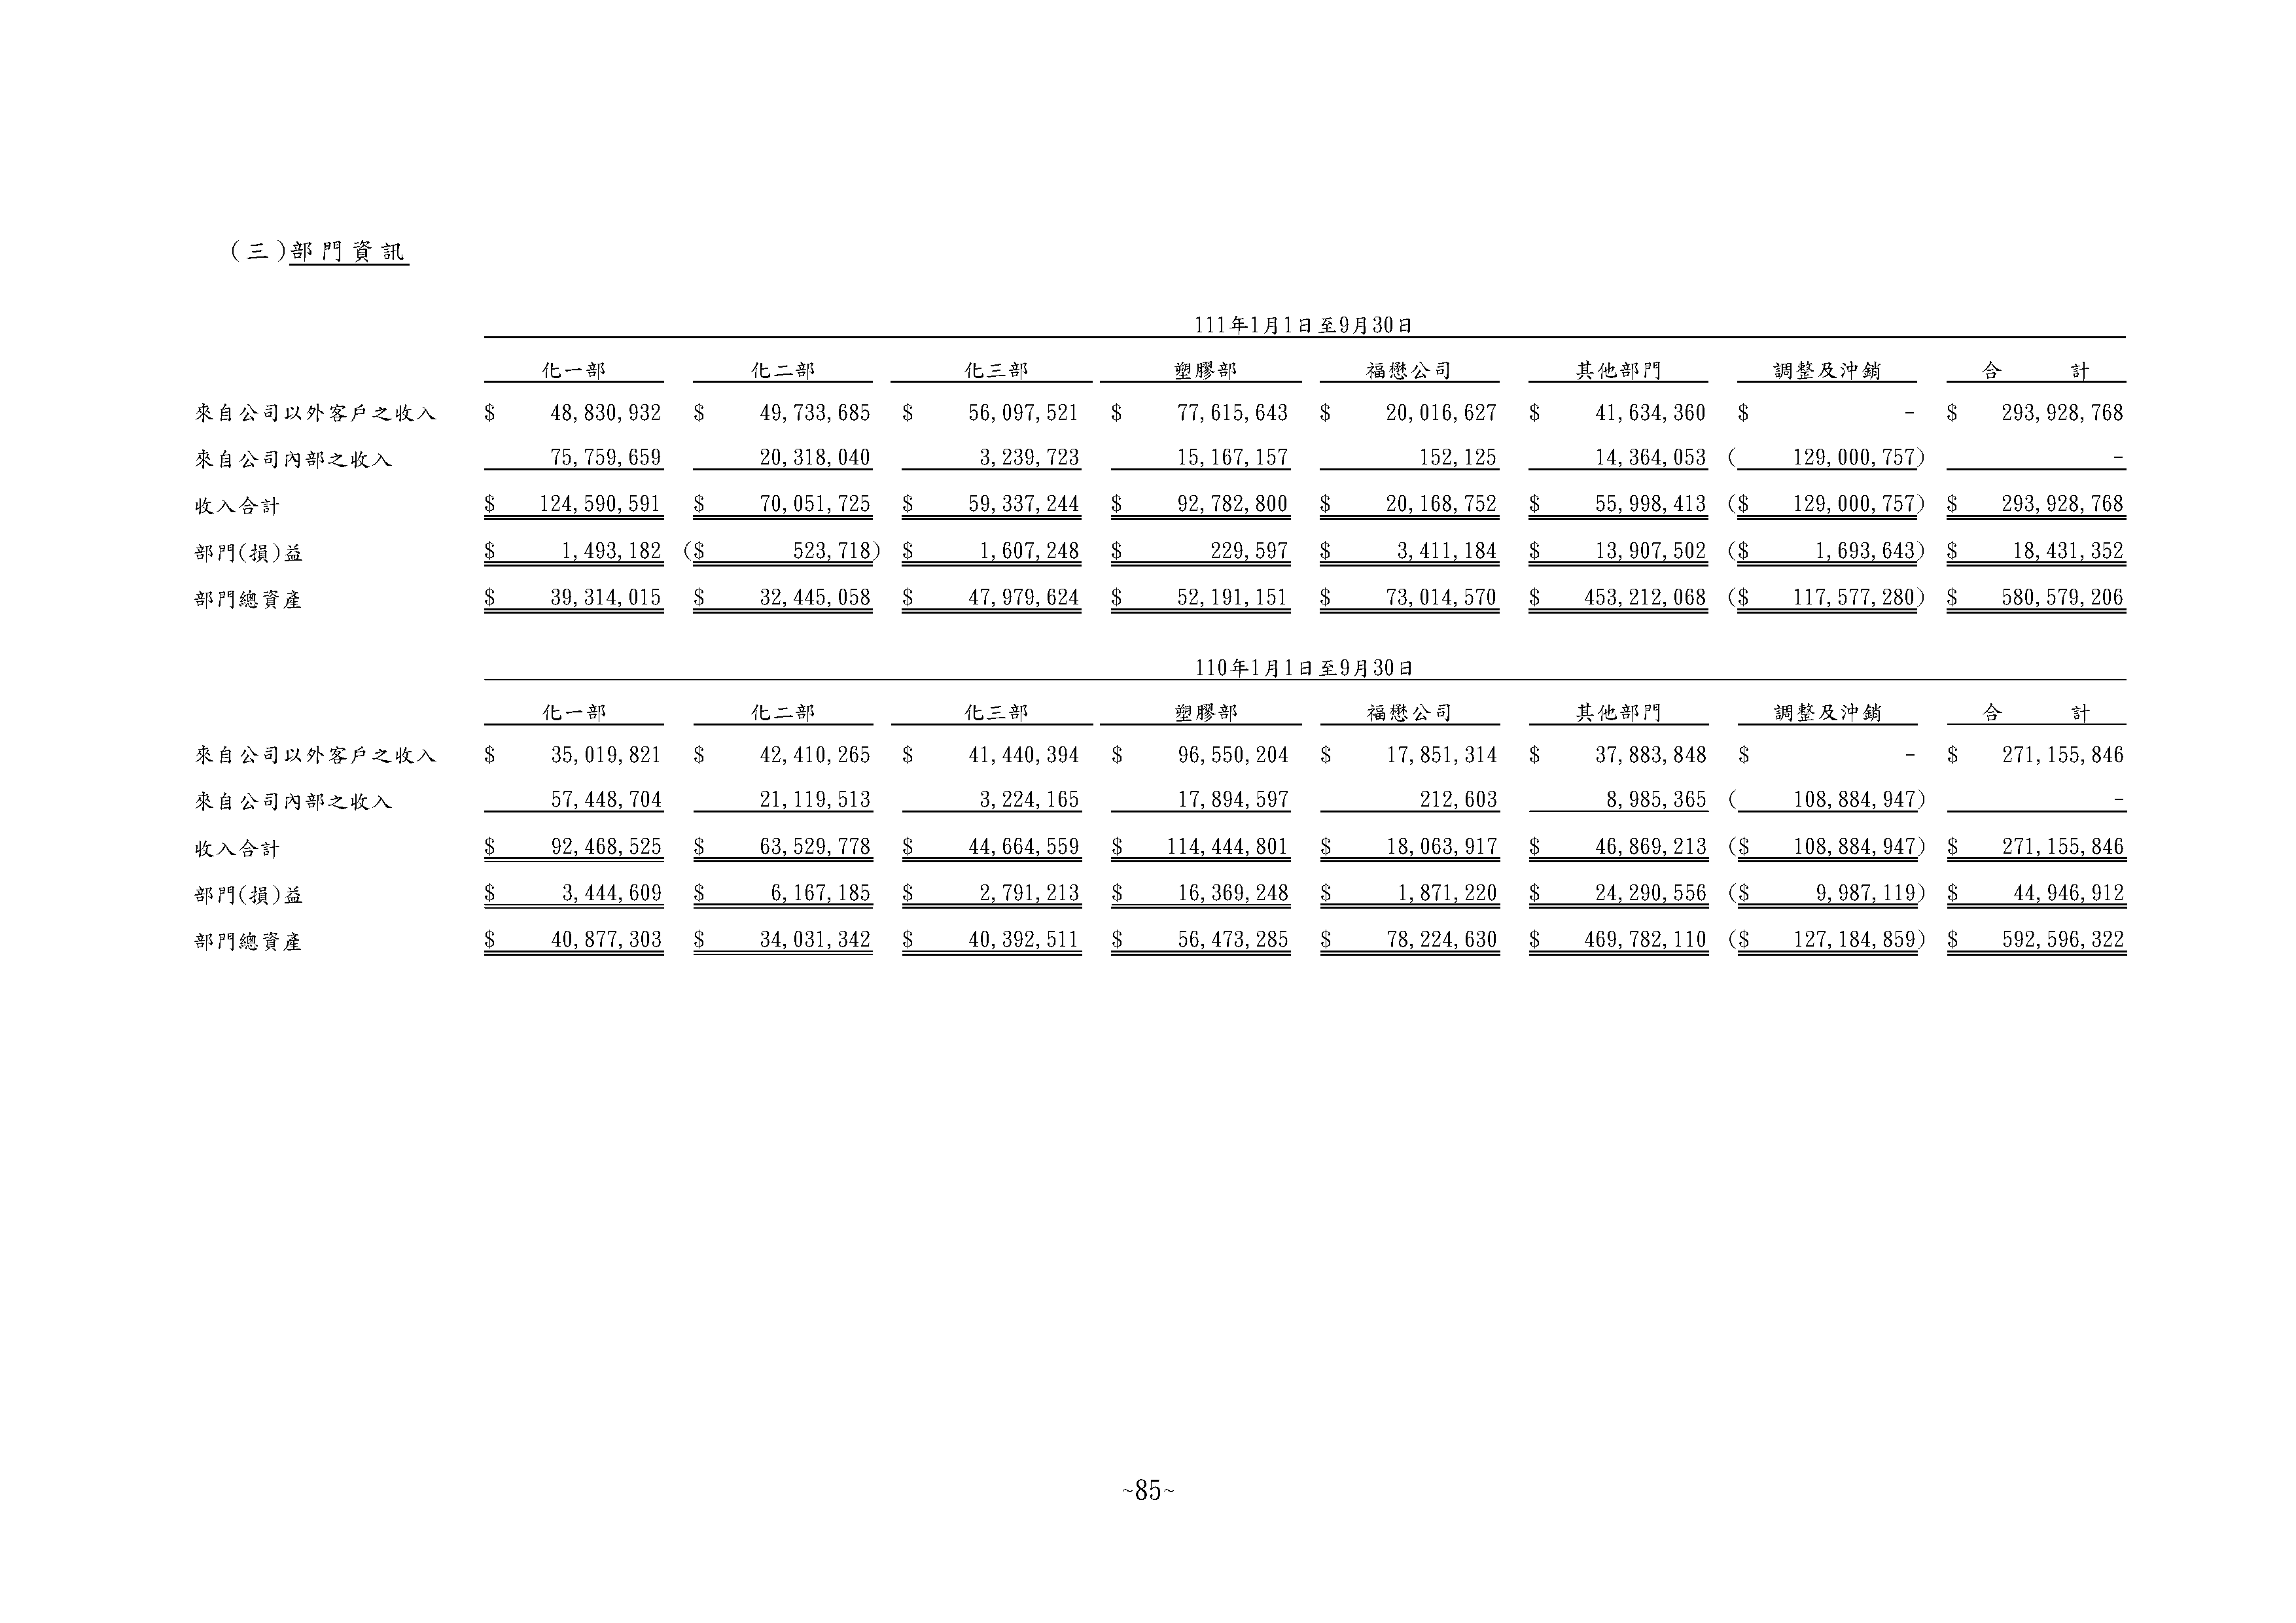 (三)部門資訊
111年1月1日至9月30日
化一部 化二部 化三部 塑膠部 福懋公司 其他部門 調整及沖銷 合 計
來自公司以外客戶之收入 $ 48,830,932 $ 49,733,685 $ 56,097,521 $ 77,615,643 $ 20,016,627 $ 41,634,360 $ - $ 293,928,768
來自公司內部之收入 75,759,659 20,318,040 3,239,723 15,167,157 152,125 14,364,053 ( 129,000,757) -
收入合計 $ 124,590,591 $ 70,051,725 $ 59,337,244 $ 92,782,800 $ 20,168,752 $ 55,998,413 ($ 129,000,757) $ 293,928,768
部門(損)益 $ 1,493,182 ($ 523,718) $ 1,607,248 $ 229,597 $ 3,411,184 $ 13,907,502 ($ 1,693,643) $ 18,431,352
部門總資產 $ 39,314,015 $ 32,445,058 $ 47,979,624 $ 52,191,151 $ 73,014,570 $ 453,212,068 ($ 117,577,280) $ 580,579,206
110年1月1日至9月30日
化一部 化二部 化三部 塑膠部 福懋公司 其他部門 調整及沖銷 合 計
來自公司以外客戶之收入 $ 35,019,821 $ 42,410,265 $ 41,440,394 $ 96,550,204 $ 17,851,314 $ 37,883,848 $ - $ 271,155,846
來自公司內部之收入 57,448,704 21,119,513 3,224,165 17,894,597 212,603 8,985,365 ( 108,884,947) -
收入合計 $ 92,468,525 $ 63,529,778 $ 44,664,559 $ 114,444,801 $ 18,063,917 $ 46,869,213 ($ 108,884,947) $ 271,155,846
部門(損)益 $ 3,444,609 $ 6,167,185 $ 2,791,213 $ 16,369,248 $ 1,871,220 $ 24,290,556 ($ 9,987,119) $ 44,946,912
部門總資產 $ 40,877,303 $ 34,031,342 $ 40,392,511 $ 56,473,285 $ 78,224,630 $ 469,782,110 ($ 127,184,859) $ 592,596,322
~85~